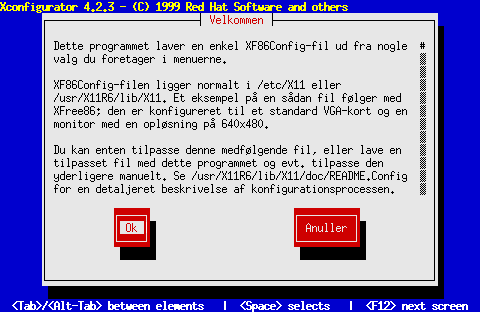 Xconfigurator 4.2.3 - (C) 1999 Red Hat Software and others
Velkommen
Dette programmet laver en enkel XF86Config-fil ud fra nogle
valg du foretager i menuerne.
XF86Config-filen ligger normalt i /etc/X11 eller
/usr/X11R6/lib/X11. Et eksempel på en sådan fil følger med
XFree86; den er konfigureret til et standard VGA-kort og en
monitor med en opløsning på 640x480.
Du kan enten tilpasse denne medfølgende fil, eller lave en
tilpasset fil med dette programmet og evt. tilpasse den
yderligere manuelt. Se /usr/X11R6/lib/X11/doc/README.Config
for en detaljeret beskrivelse af konfigurationsprocessen.
#
Ok
Anuller
<Tab>/<Alt-Tab> between elements | <Space> selects | <F12> next screen